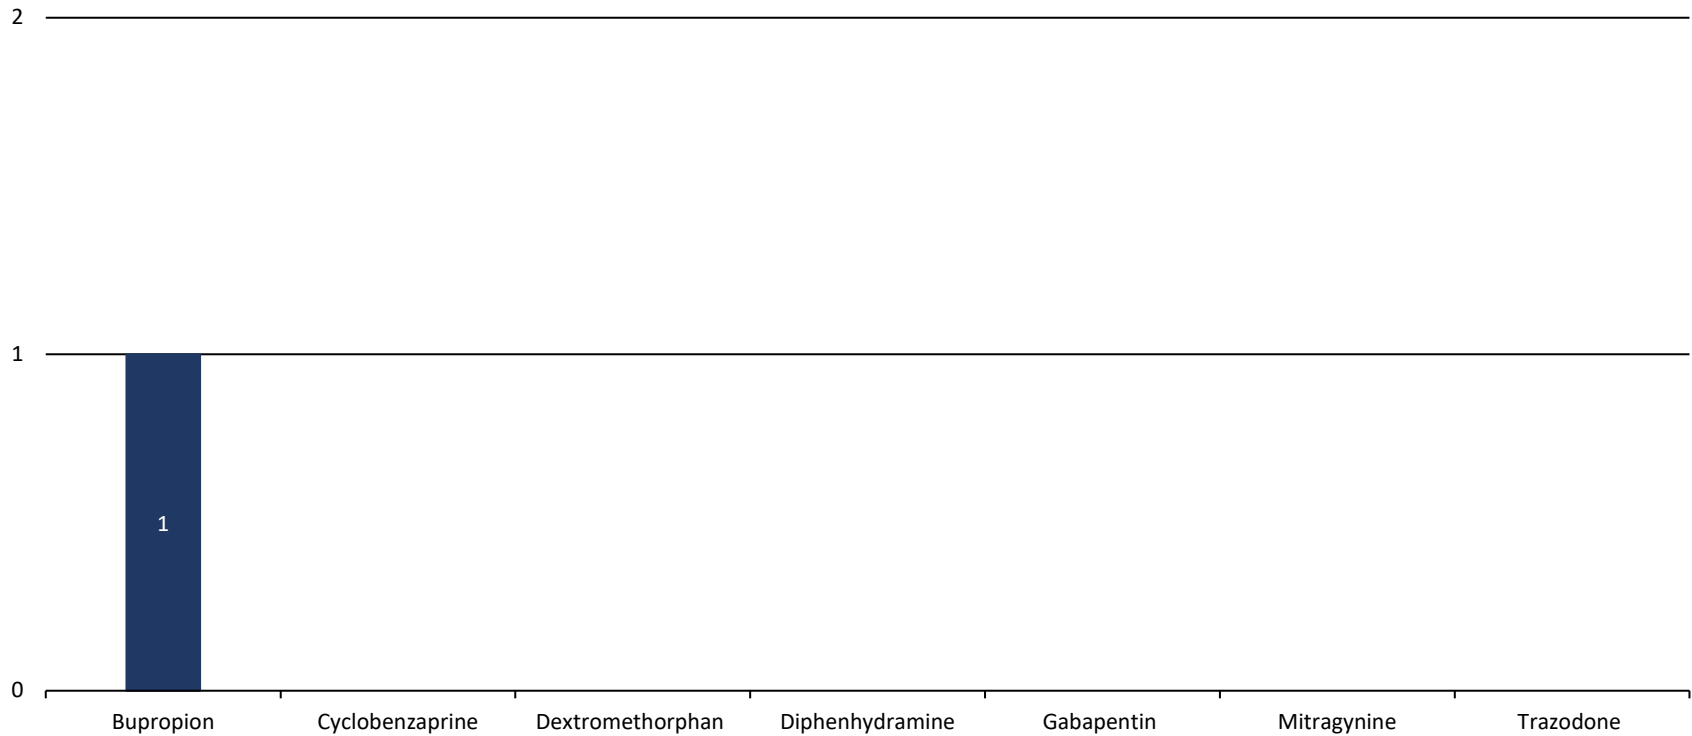 2
1
1
0
Bupropion Cyclobenzaprine Dextromethorphan Diphenhydramine Gabapentin Mitragynine Trazodone